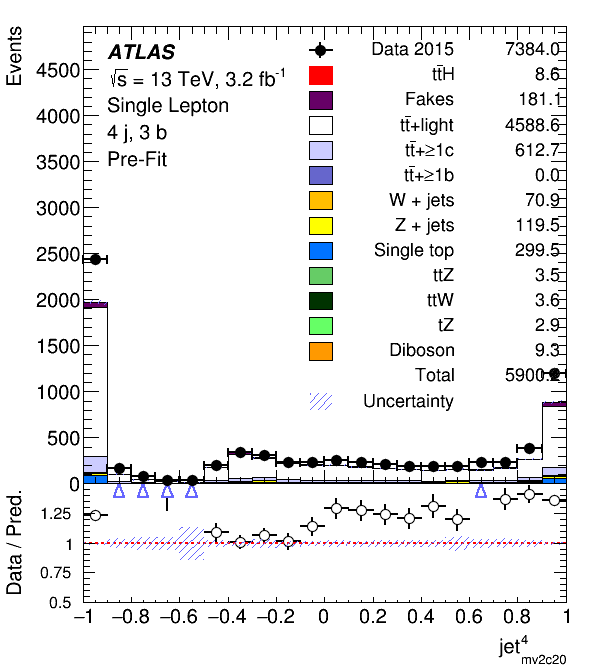 Events
ATLAS
√s = 13 TeV, 3.2 fb⁻¹
Single Lepton
4 j, 3 b
Pre-Fit
Data 2015 7384.0
tt̄H 8.6
Fakes 181.1
tt̄+light 4588.6
tt̄+≥1c 612.7
tt̄+≥1b 0.0
W + jets 70.9
Z + jets 119.5
Single top 299.5
ttZ 3.5
ttW 3.6
tZ 2.9
Diboson 9.3
Total 5900.2
Uncertainty
4500
4000
3500
3000
2500
2000
1500
1000
500
0
Data / Pred.
1.25
1
0.75
0.5
−1 −0.8 −0.6 −0.4 −0.2 0 0.2 0.4 0.6 0.8 1
jet⁴mv2c20